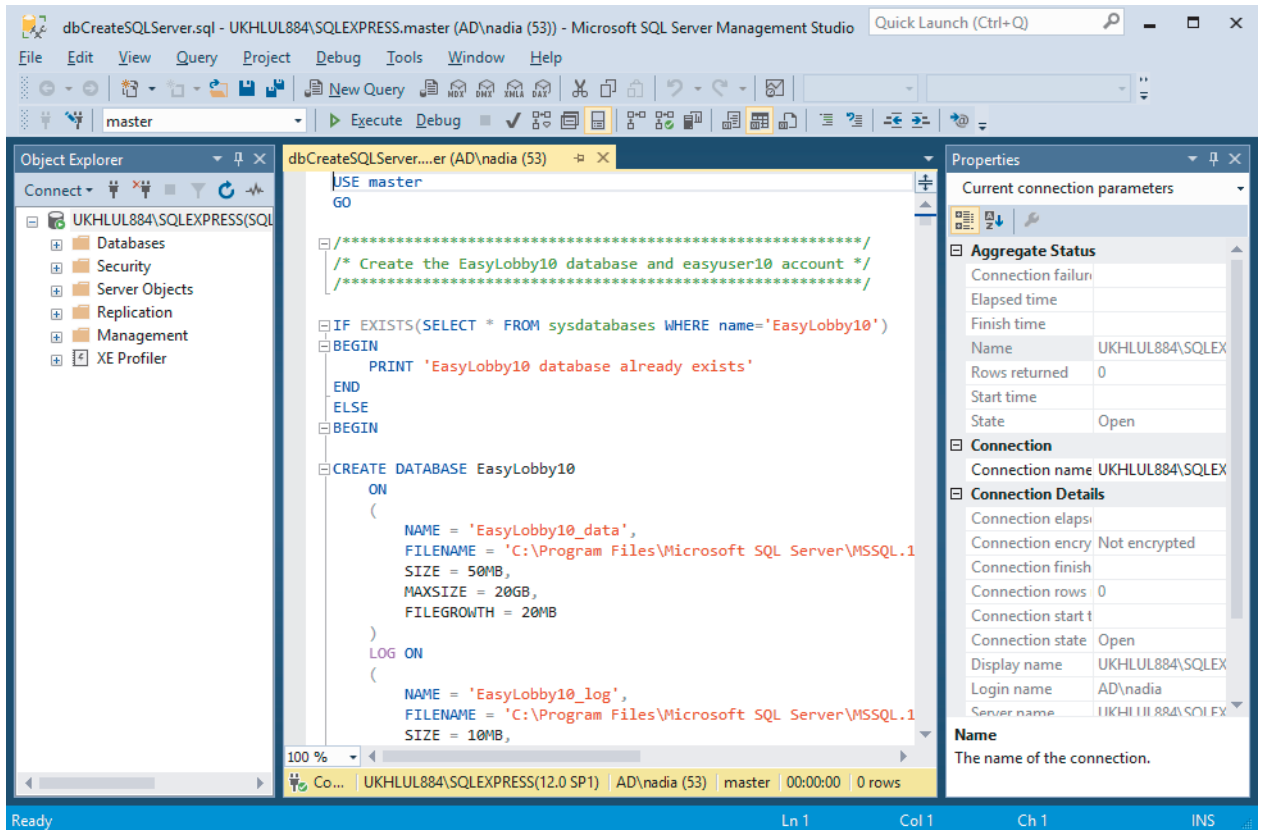 dbCreateSQLServer.sql - UKHLUL884\SQLEXPRESS.master (AD\nadia (53)) - Microsoft SQL Server Management Studio
Quick Launch (Ctrl+Q)
File Edit View Query Project Debug Tools Window Help
New Query MDX DMX XMLA DAX
master Execute Debug
Object Explorer
Connect
UKHLUL884\SQLEXPRESS(SQL
Databases
Security
Server Objects
Replication
Management
XE Profiler
dbCreateSQLServer....er (AD\nadia (53)
USE master
GO
/**********************************************************/
/* Create the EasyLobby10 database and easyuser10 account */
/**********************************************************/
IF EXISTS(SELECT * FROM sysdatabases WHERE name='EasyLobby10')
BEGIN
PRINT 'EasyLobby10 database already exists'
END
ELSE
BEGIN
CREATE DATABASE EasyLobby10
ON
(
NAME = 'EasyLobby10_data',
FILENAME = 'C:\Program Files\Microsoft SQL Server\MSSQL.1
SIZE = 50MB,
MAXSIZE = 20GB,
FILEGROWTH = 20MB
)
LOG ON
(
NAME = 'EasyLobby10_log',
FILENAME = 'C:\Program Files\Microsoft SQL Server\MSSQL.1
SIZE = 10MB,
100 %
Co... UKHLUL884\SQLEXPRESS(12.0 SP1) AD\nadia (53) master 00:00:00 0 rows
Properties
Current connection parameters
Aggregate Status
Connection failur
Elapsed time
Finish time
Name UKHLUL884\SQLEX
Rows returned 0
Start time
State Open
Connection
Connection name UKHLUL884\SQLEX
Connection Details
Connection elaps
Connection encry Not encrypted
Connection finish
Connection rows 0
Connection start t
Connection state Open
Display name UKHLUL884\SQLEX
Login name AD\nadia
Server name UKHLUL884\SQLEX
Name
The name of the connection.
Ready Ln 1 Col 1 Ch 1 INS